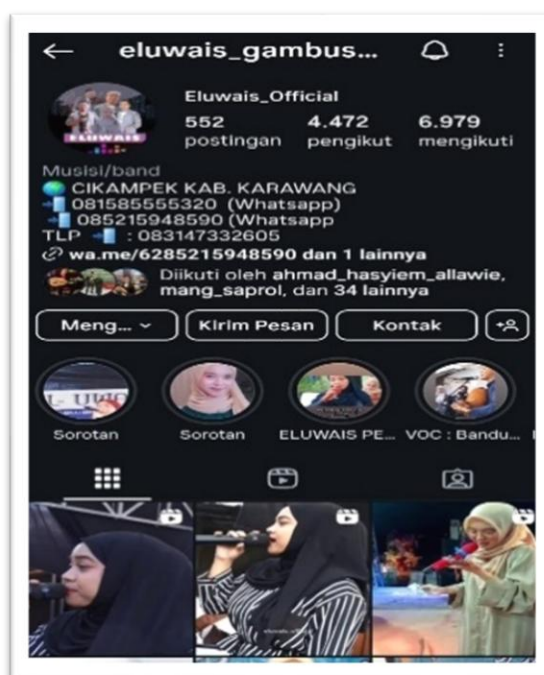 eluwais_gambus...
Eluwais_Official
552 4.472 6.979
postingan pengikut mengikuti
Musisi/band
CIKAMPEK KAB. KARAWANG
081585555320 (Whatsapp)
085215948590 (Whatsapp
TLP : 083147332605
wa.me/6285215948590 dan 1 lainnya
Diikuti oleh ahmad_hasyiem_allawie,
mang_saprol, dan 34 lainnya
Meng... Kirim Pesan Kontak
Sorotan Sorotan ELUWAIS PE... VOC : Bandu...
ELUWAIS